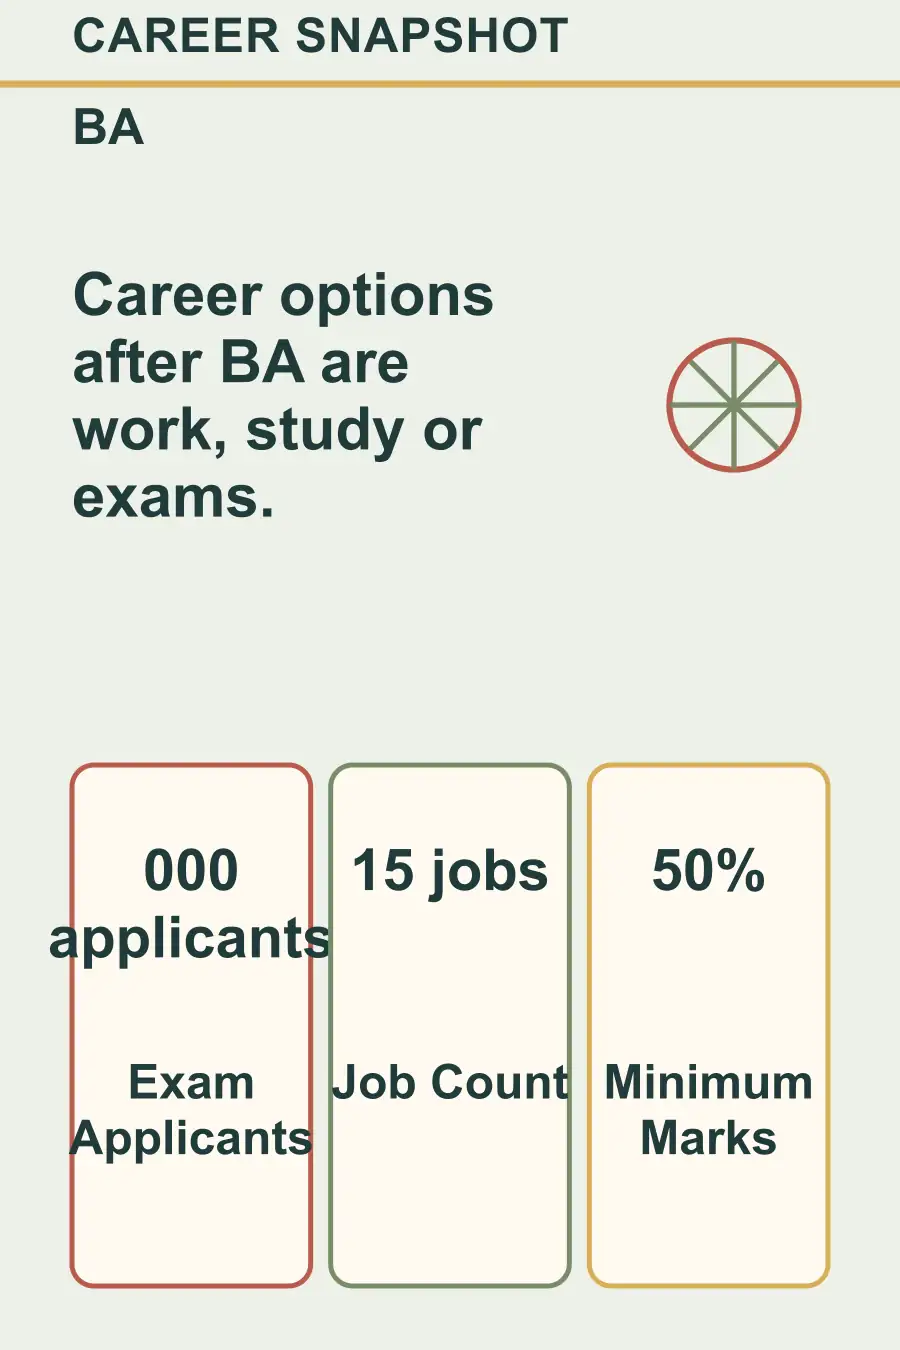 CAREER SNAPSHOT
BA
Career options
after BA are
work, study or
exams.
000
applicants
Exam
Applicants
15 jobs
Job Count
50%
Minimum
Marks